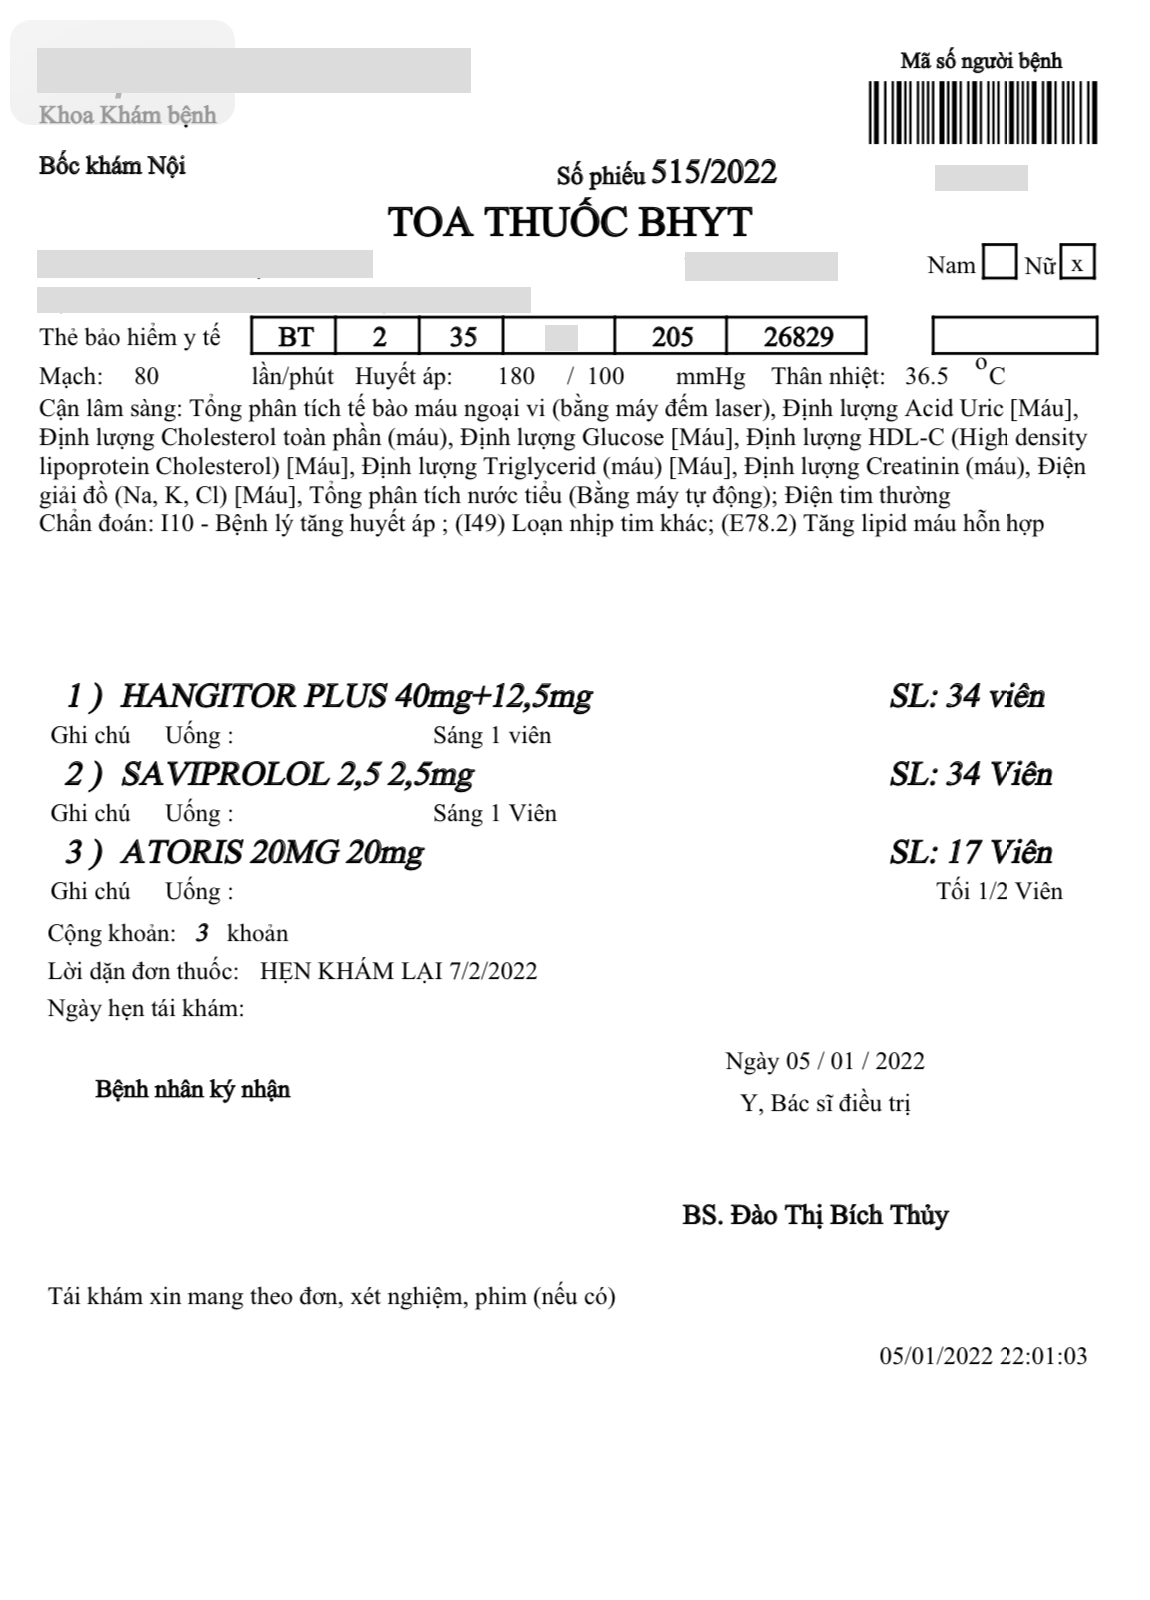 Mã số người bệnh
Khoa Khám bệnh
Bốc khám Nội
Số phiếu 515/2022
TOA THUỐC BHYT
Nam Nữ x
Thẻ bảo hiểm y tế BT 2 35 205 26829
Mạch: 80 lần/phút Huyết áp: 180 / 100 mmHg Thân nhiệt: 36.5 °C
Cận lâm sàng: Tổng phân tích tế bào máu ngoại vi (bằng máy đếm laser), Định lượng Acid Uric [Máu],
Định lượng Cholesterol toàn phần (máu), Định lượng Glucose [Máu], Định lượng HDL-C (High density
lipoprotein Cholesterol) [Máu], Định lượng Triglycerid (máu) [Máu], Định lượng Creatinin (máu), Điện
giải đồ (Na, K, Cl) [Máu], Tổng phân tích nước tiểu (Bằng máy tự động); Điện tim thường
Chẩn đoán: I10 - Bệnh lý tăng huyết áp ; (I49) Loạn nhịp tim khác; (E78.2) Tăng lipid máu hỗn hợp
1 ) HANGITOR PLUS 40mg+12,5mg SL: 34 viên
Ghi chú Uống : Sáng 1 viên
2 ) SAVIPROLOL 2,5 2,5mg SL: 34 Viên
Ghi chú Uống : Sáng 1 Viên
3 ) ATORIS 20MG 20mg SL: 17 Viên
Ghi chú Uống : Tối 1/2 Viên
Cộng khoản: 3 khoản
Lời dặn đơn thuốc: HẸN KHÁM LẠI 7/2/2022
Ngày hẹn tái khám:
Ngày 05 / 01 / 2022
Bệnh nhân ký nhận
Y, Bác sĩ điều trị
BS. Đào Thị Bích Thủy
Tái khám xin mang theo đơn, xét nghiệm, phim (nếu có)
05/01/2022 22:01:03